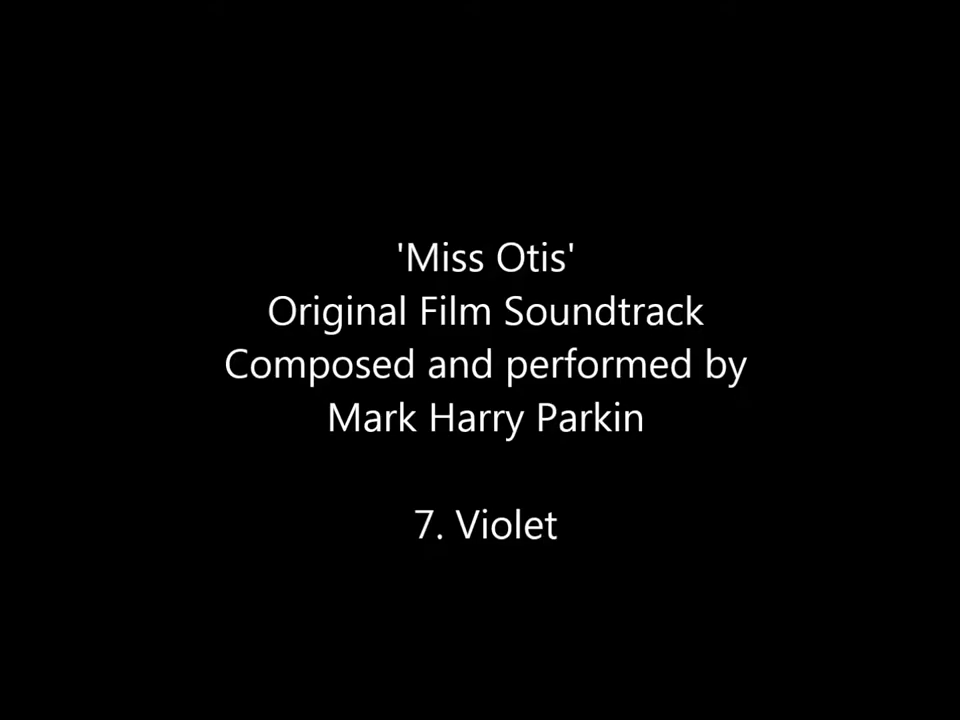 'Miss Otis'
Original Film Soundtrack
Composed and performed by
Mark Harry Parkin
7. Violet